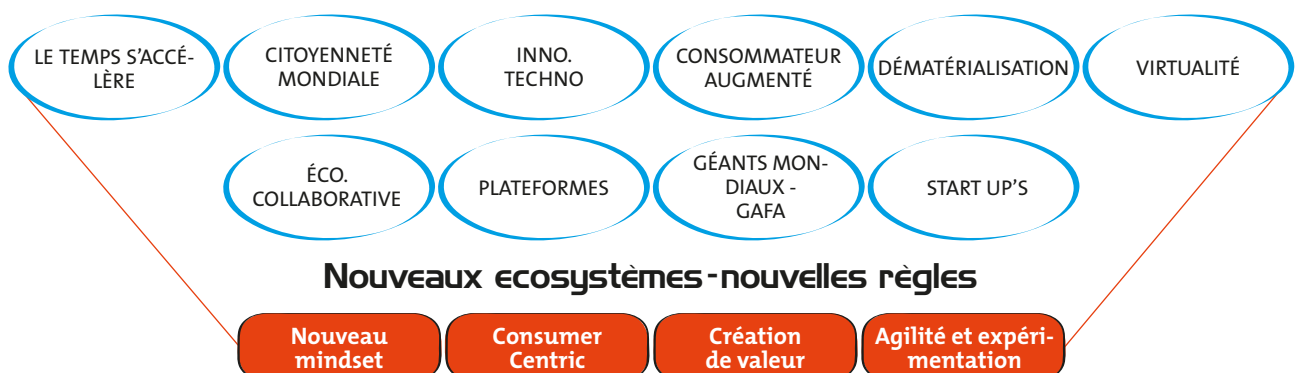 LE TEMPS S'ACCÉ-
LÈRE
CITOYENNETÉ
MONDIALE
INNO.
TECHNO
CONSOMMATEUR
AUGMENTÉ
DÉMATÉRIALISATION
VIRTUALITÉ
ÉCO.
COLLABORATIVE
PLATEFORMES
GÉANTS MON-
DIAUX -
GAFA
START UP'S
Nouveaux ecosystèmes-nouvelles règles
Nouveau
mindset
Consumer
Centric
Création
de valeur
Agilité et expéri-
mentation